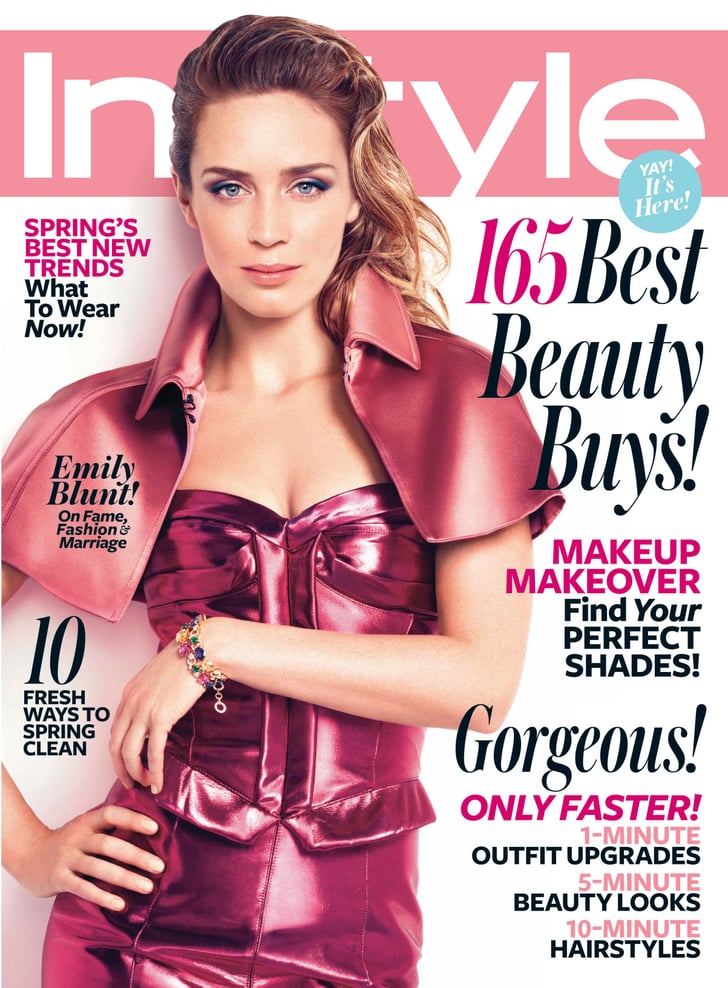 InStyle
YAY!
It's
Here!
SPRING'S
BEST NEW
TRENDS
What
To Wear
Now!
165 Best
Beauty
Buys!
Emily
Blunt!
On Fame,
Fashion &
Marriage
MAKEUP
MAKEOVER
Find Your
PERFECT
SHADES!
10
FRESH
WAYS TO
SPRING
CLEAN
Gorgeous!
ONLY FASTER!
1-MINUTE
OUTFIT UPGRADES
5-MINUTE
BEAUTY LOOKS
10-MINUTE
HAIRSTYLES